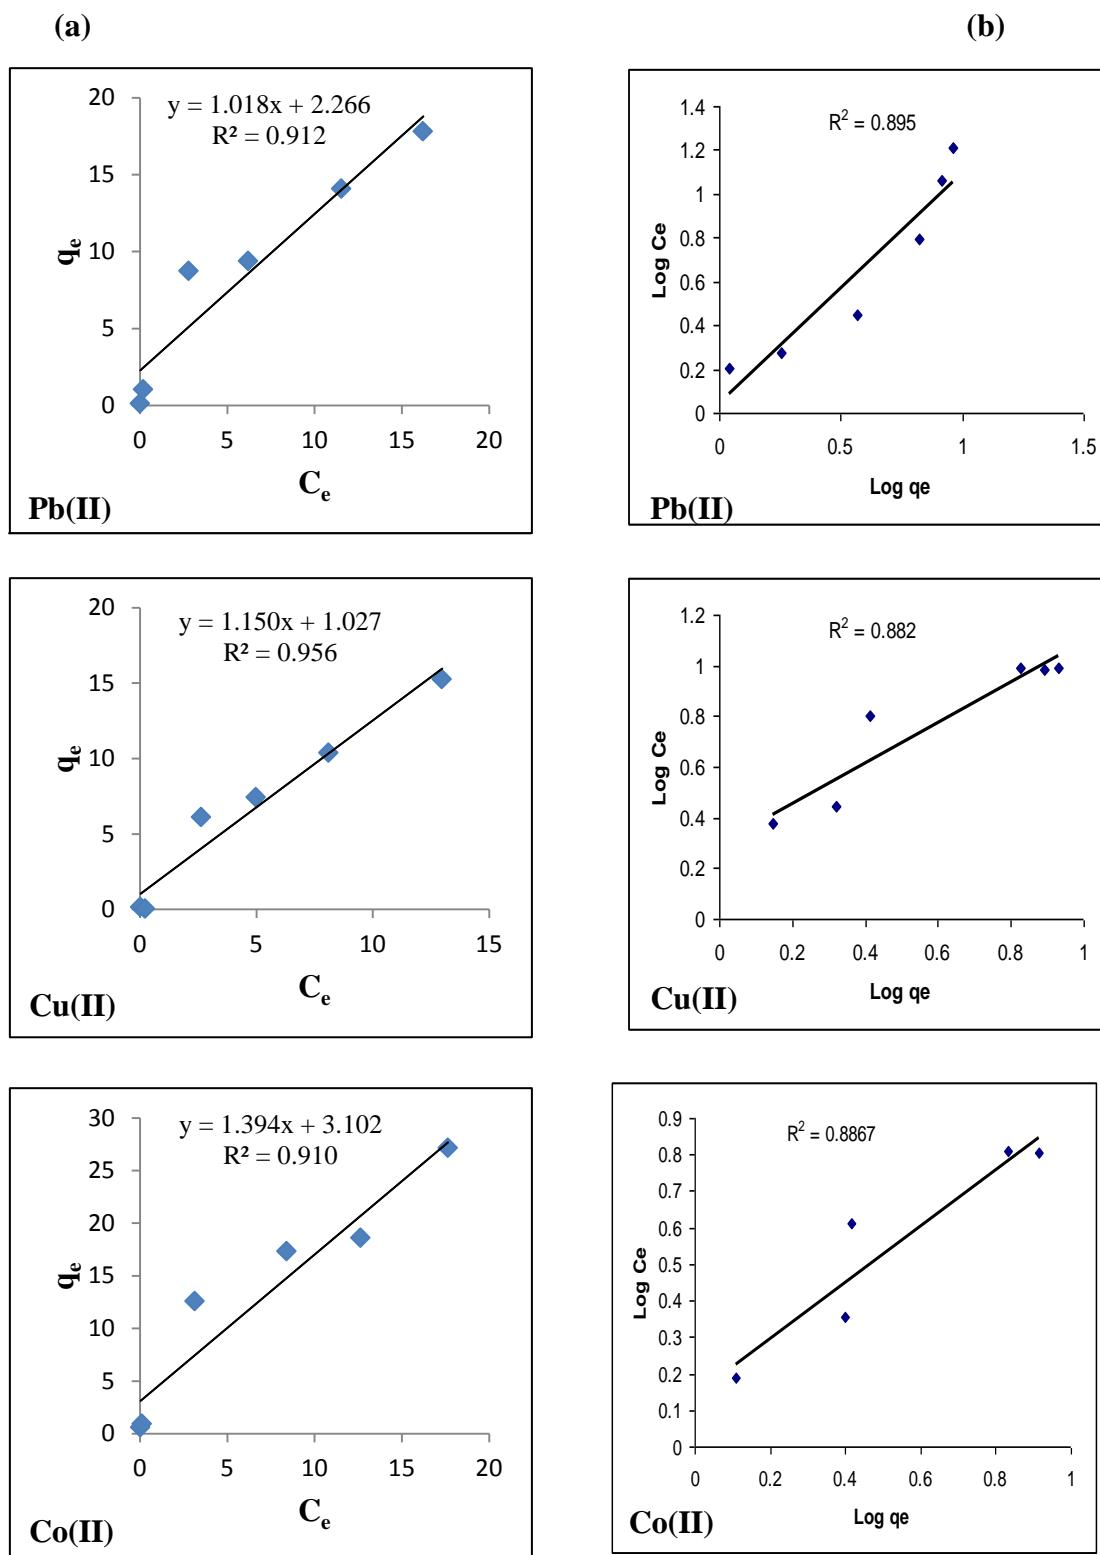 (a)
(b)
20
15
10
5
0
y = 1.018x + 2.266
R² = 0.912
qe
0 5 10 15 20
Ce
Pb(II)
1.4
1.2
1
0.8
0.6
0.4
0.2
0
R² = 0.895
Log Ce
0 0.5 1 1.5
Log qe
Pb(II)
20
15
10
5
0
y = 1.150x + 1.027
R² = 0.956
qe
0 5 10 15
Ce
Cu(II)
1.2
1
0.8
0.6
0.4
0.2
0
R² = 0.882
Log Ce
0 0.2 0.4 0.6 0.8 1
Log qe
Cu(II)
30
25
20
15
10
5
0
y = 1.394x + 3.102
R² = 0.910
qe
0 5 10 15 20
Ce
Co(II)
0.9
0.8
0.7
0.6
0.5
0.4
0.3
0.2
0.1
0
R² = 0.8867
Log Ce
0 0.2 0.4 0.6 0.8 1
Log qe
Co(II)